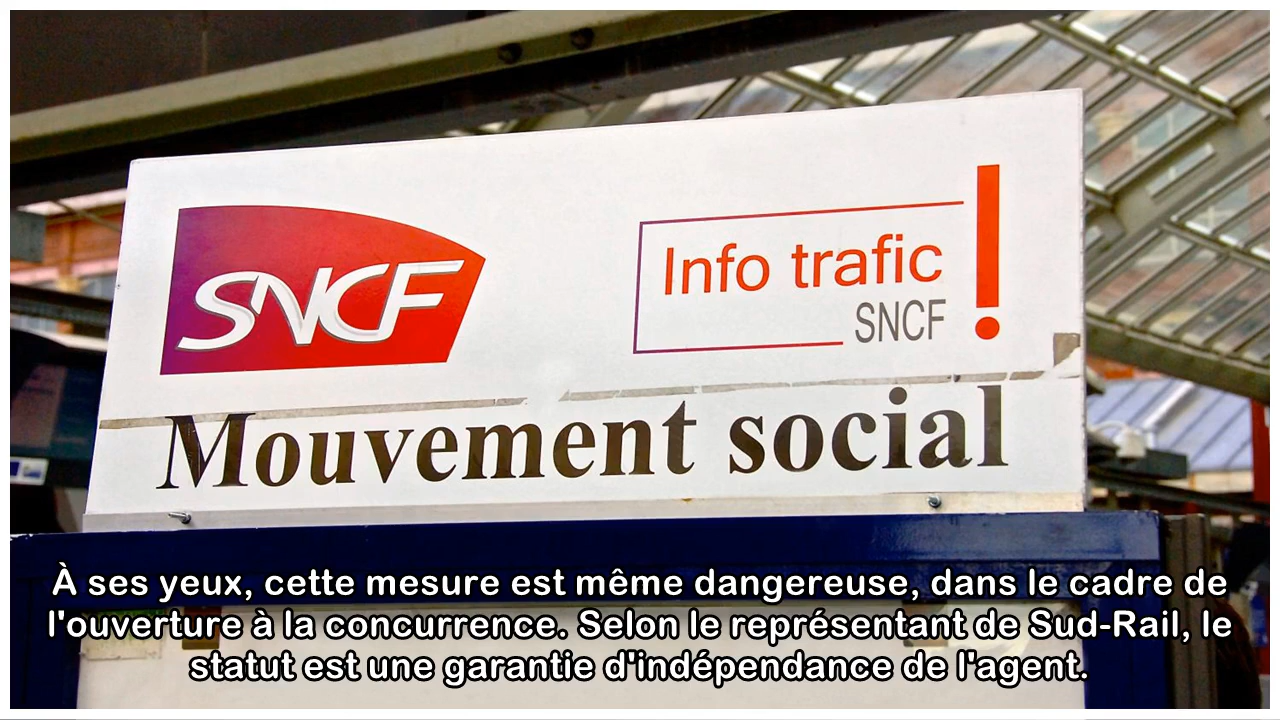 SNCF
Info trafic !
SNCF
Mouvement social
À ses yeux, cette mesure est même dangereuse, dans le cadre de
l'ouverture à la concurrence. Selon le représentant de Sud-Rail, le
statut est une garantie d'indépendance de l'agent.